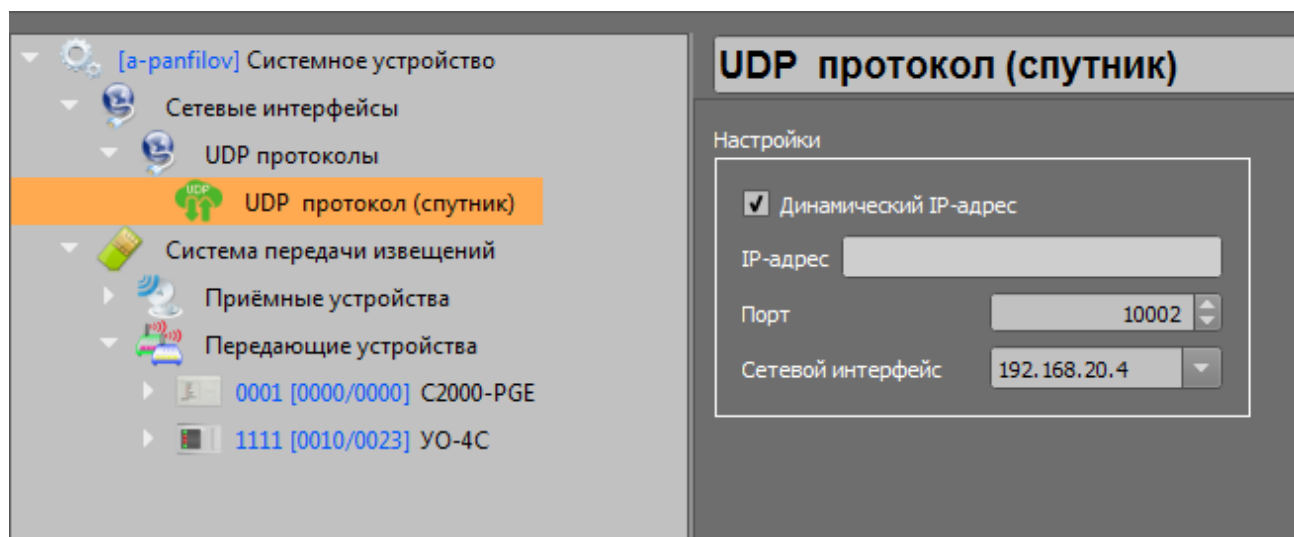 [a-panfilov] Системное устройство
Сетевые интерфейсы
UDP протоколы
UDP
UDP протокол (спутник)
Система передачи извещений
Приёмные устройства
Передающие устройства
0001 [0000/0000] С2000-PGE
1111 [0010/0023] УО-4С
UDP протокол (спутник)
Настройки
Динамический IP-адрес
IP-адрес
Порт 10002
Сетевой интерфейс 192.168.20.4